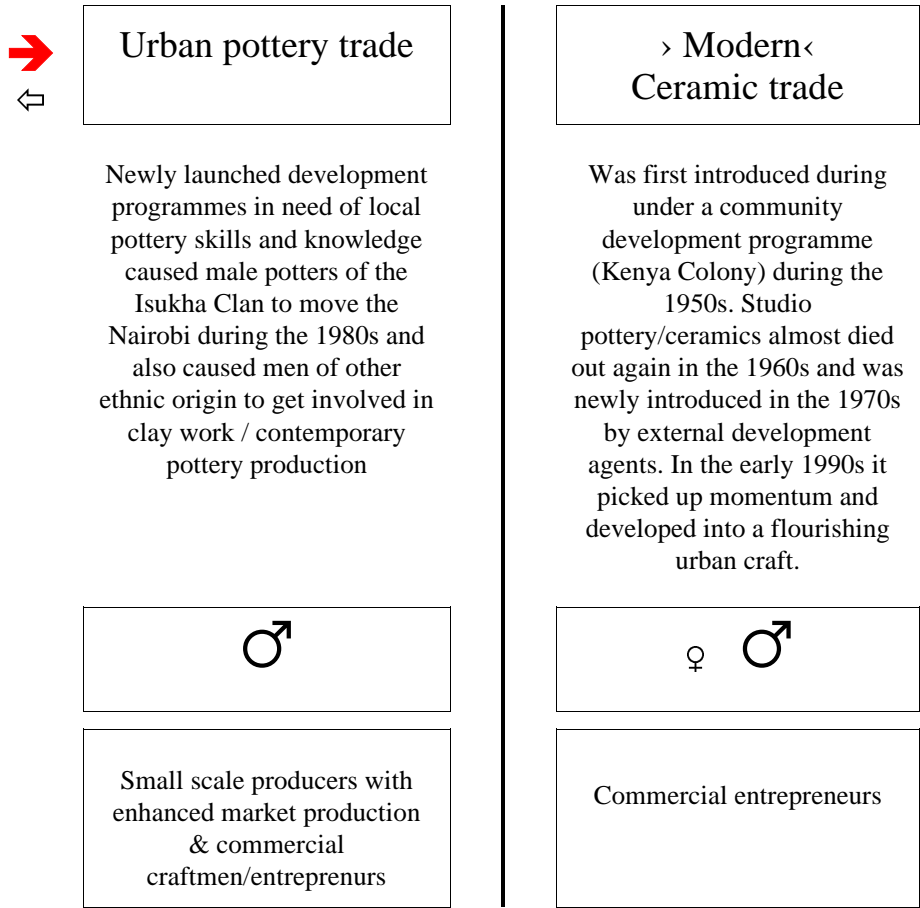 Urban pottery trade
Newly launched development
programmes in need of local
pottery skills and knowledge
caused male potters of the
Isukha Clan to move the
Nairobi during the 1980s and
also caused men of other
ethnic origin to get involved in
clay work / contemporary
pottery production
♂
Small scale producers with
enhanced market production
& commercial
craftmen/entreprenurs
› Modern‹
Ceramic trade
Was first introduced during
under a community
development programme
(Kenya Colony) during the
1950s. Studio
pottery/ceramics almost died
out again in the 1960s and was
newly introduced in the 1970s
by external development
agents. In the early 1990s it
picked up momentum and
developed into a flourishing
urban craft.
♀ ♂
Commercial entrepreneurs